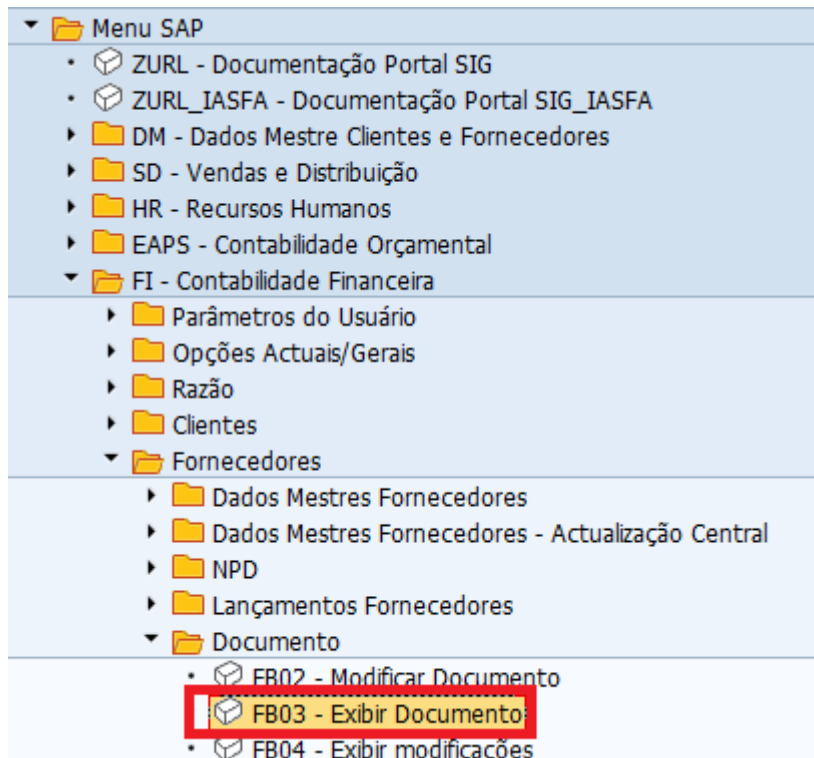 Menu SAP
ZURL - Documentação Portal SIG
ZURL_IASFA - Documentação Portal SIG_IASFA
DM - Dados Mestre Clientes e Fornecedores
SD - Vendas e Distribuição
HR - Recursos Humanos
EAPS - Contabilidade Orçamental
FI - Contabilidade Financeira
Parâmetros do Usuário
Opções Actuais/Gerais
Razão
Clientes
Fornecedores
Dados Mestres Fornecedores
Dados Mestres Fornecedores - Actualização Central
NPD
Lançamentos Fornecedores
Documento
FB02 - Modificar Documento
FB03 - Exibir Documento
FB04 - Exibir modificações